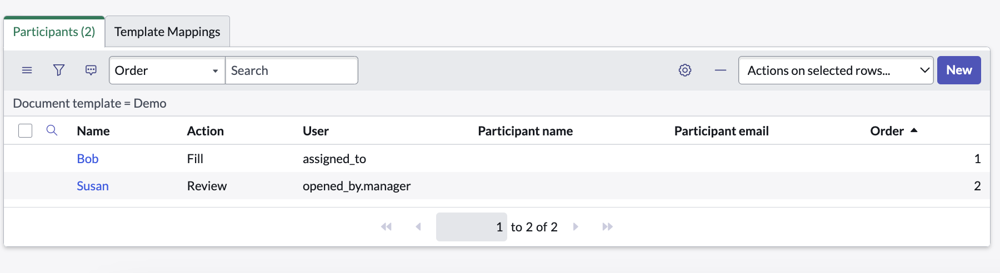 Participants (2) Template Mappings
Order Search Actions on selected rows... New
Document template = Demo
Name Action User Participant name Participant email Order
Bob Fill assigned_to 1
Susan Review opened_by.manager 2
1 to 2 of 2